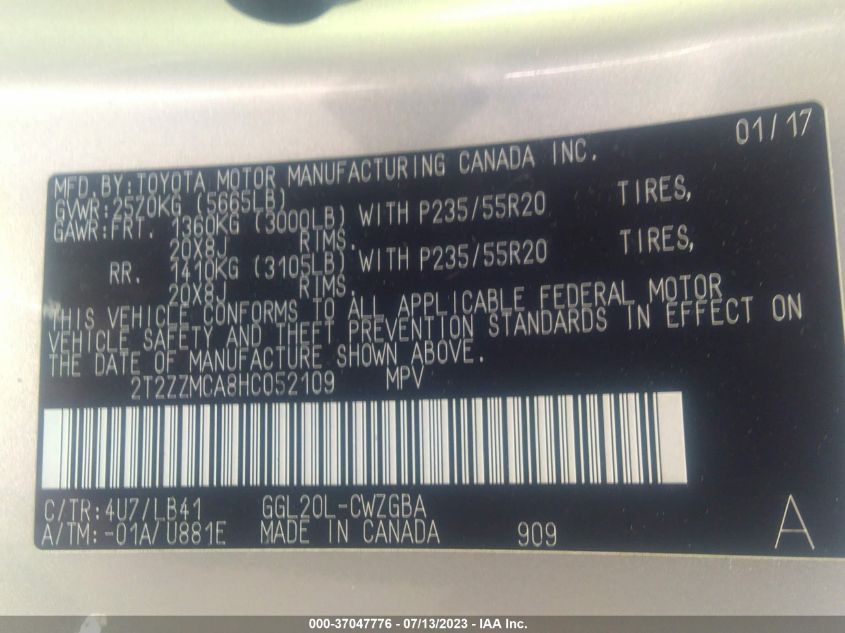 01/17
MFD.BY:TOYOTA MOTOR MANUFACTURING CANADA INC.
GVWR:2570KG (5665LB)
GAWR:FRT. 1360KG (3000LB) WITH P235/55R20 TIRES,
20X8J RIMS.
RR. 1410KG (3105LB) WITH P235/55R20 TIRES,
20X8J RIMS.
THIS VEHICLE CONFORMS TO ALL APPLICABLE FEDERAL MOTOR
VEHICLE SAFETY AND THEFT PREVENTION STANDARDS IN EFFECT ON
THE DATE OF MANUFACTURE SHOWN ABOVE.
2T2ZZMCA8HC052109 MPV
C/TR:4U7/LB41 GGL20L-CWZGBA
A/TM:-01A/U881E MADE IN CANADA 909 A
000-37047776 - 07/13/2023 - IAA Inc.